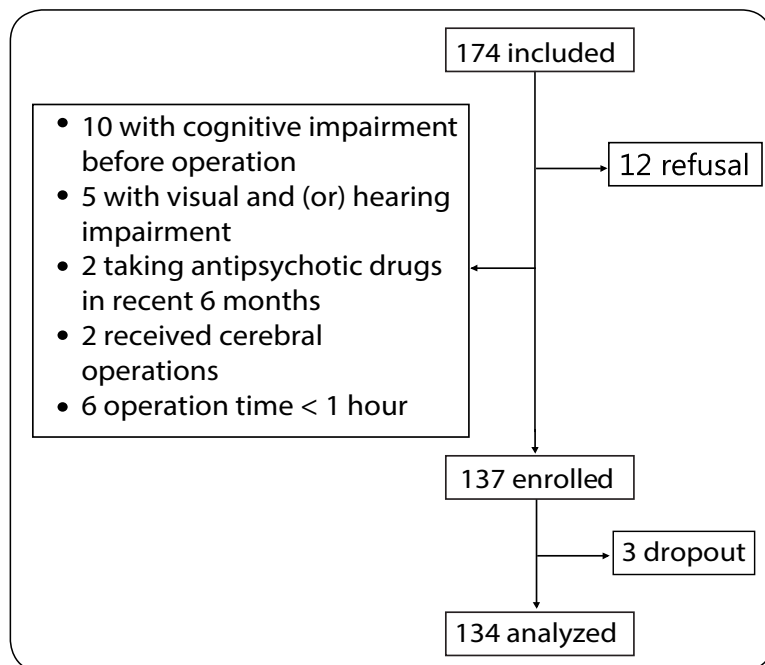 174 included
12 refusal
• 10 with cognitive impairment
before operation
• 5 with visual and (or) hearing
impairment
• 2 taking antipsychotic drugs
in recent 6 months
• 2 received cerebral
operations
• 6 operation time < 1 hour
137 enrolled
3 dropout
134 analyzed